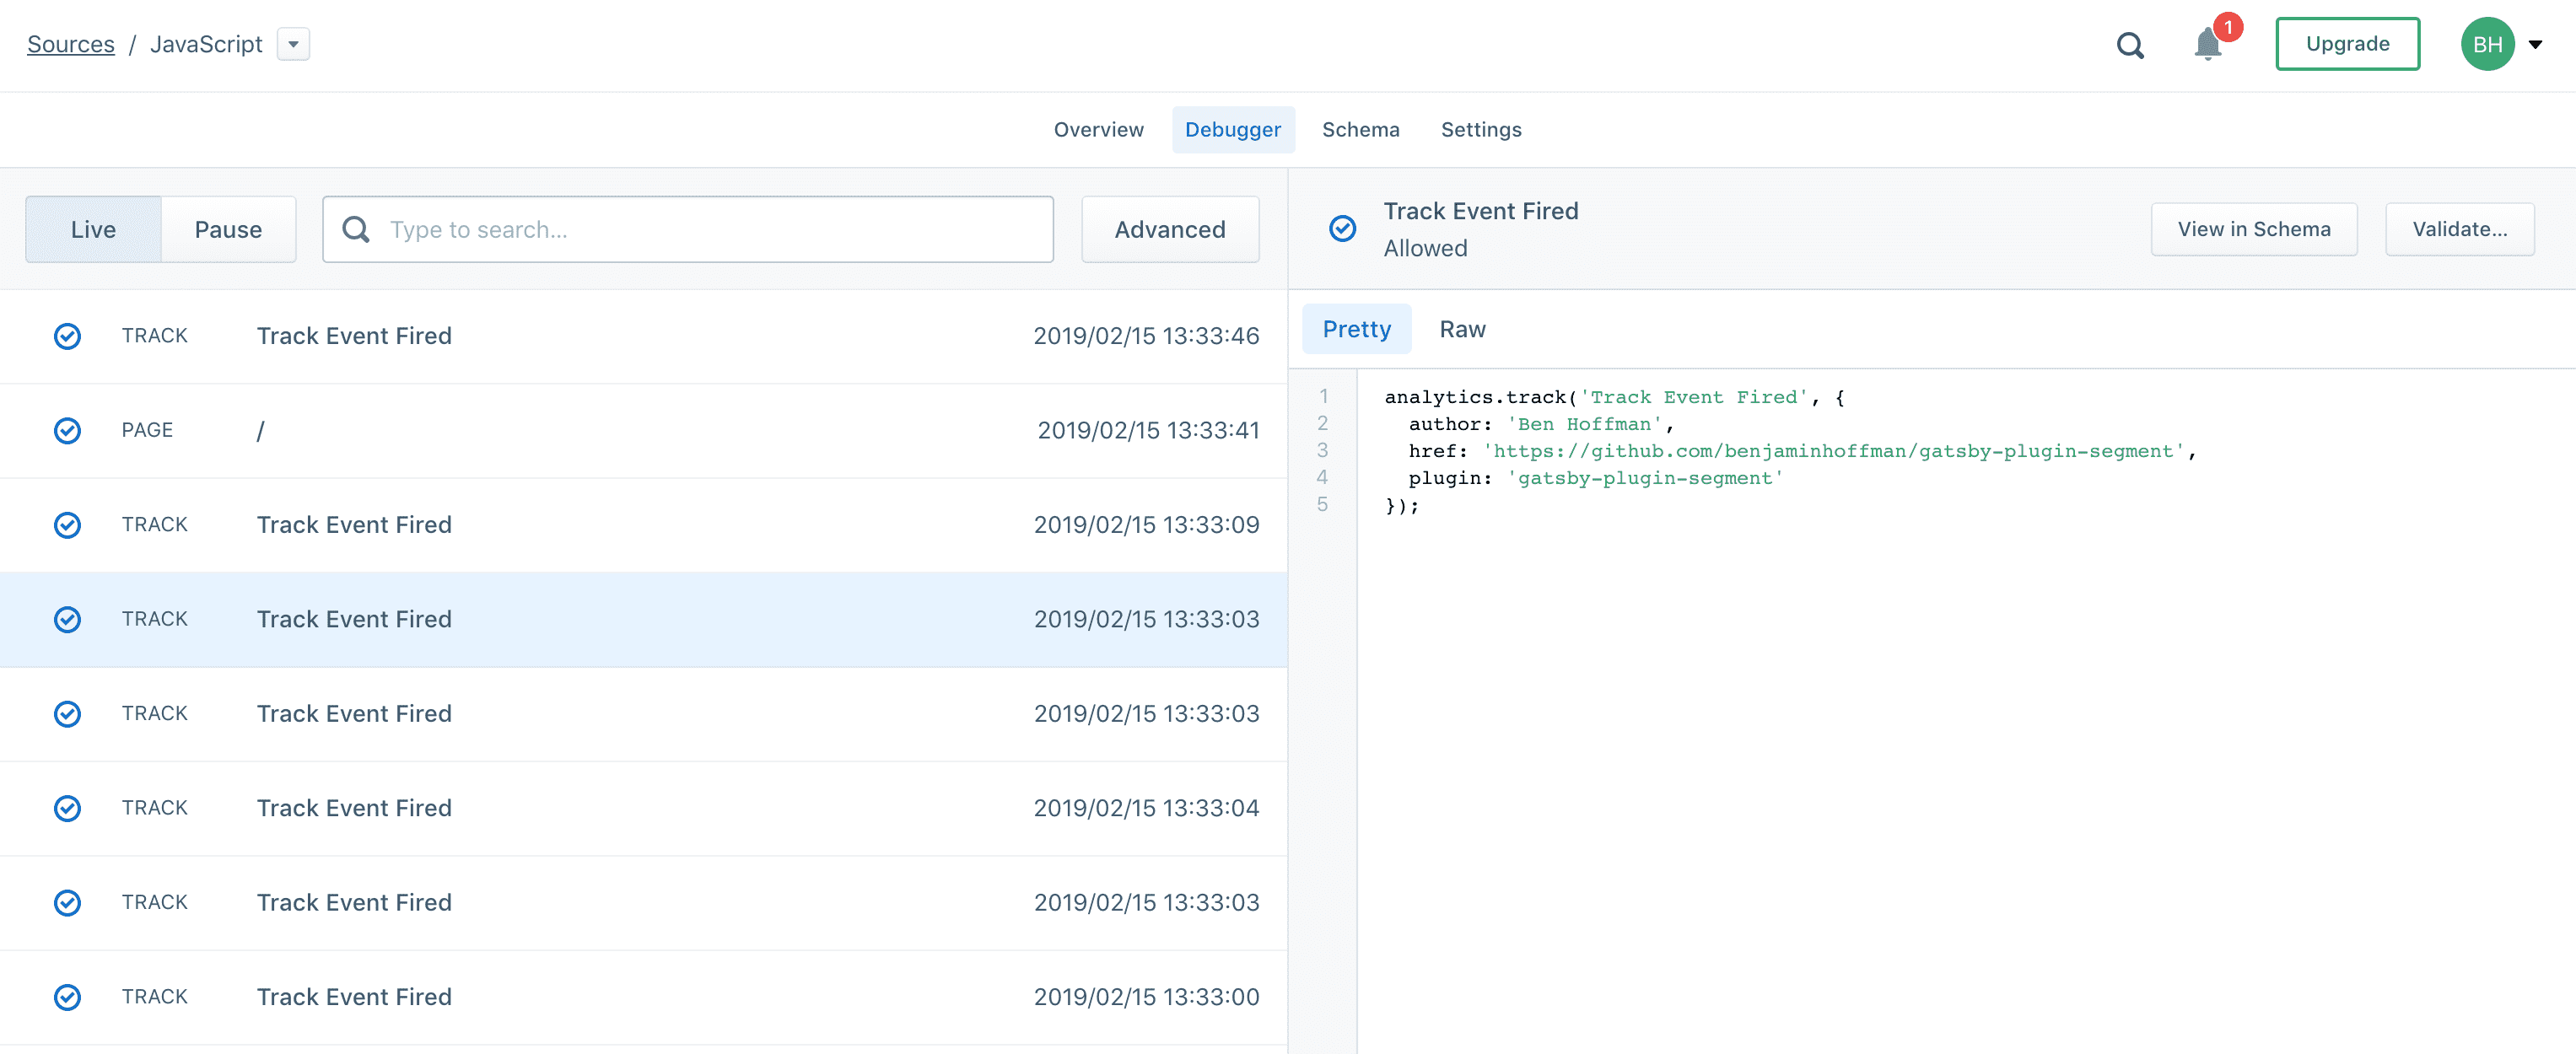 Sources / JavaScript
1
Upgrade
BH
Overview Debugger Schema Settings
Live Pause Type to search... Advanced
Track Event Fired
Allowed
View in Schema Validate...
TRACK Track Event Fired 2019/02/15 13:33:46
PAGE / 2019/02/15 13:33:41
TRACK Track Event Fired 2019/02/15 13:33:09
TRACK Track Event Fired 2019/02/15 13:33:03
TRACK Track Event Fired 2019/02/15 13:33:03
TRACK Track Event Fired 2019/02/15 13:33:04
TRACK Track Event Fired 2019/02/15 13:33:03
TRACK Track Event Fired 2019/02/15 13:33:00
Pretty Raw
1 analytics.track('Track Event Fired', {
2 author: 'Ben Hoffman',
3 href: 'https://github.com/benjaminhoffman/gatsby-plugin-segment',
4 plugin: 'gatsby-plugin-segment'
5 });